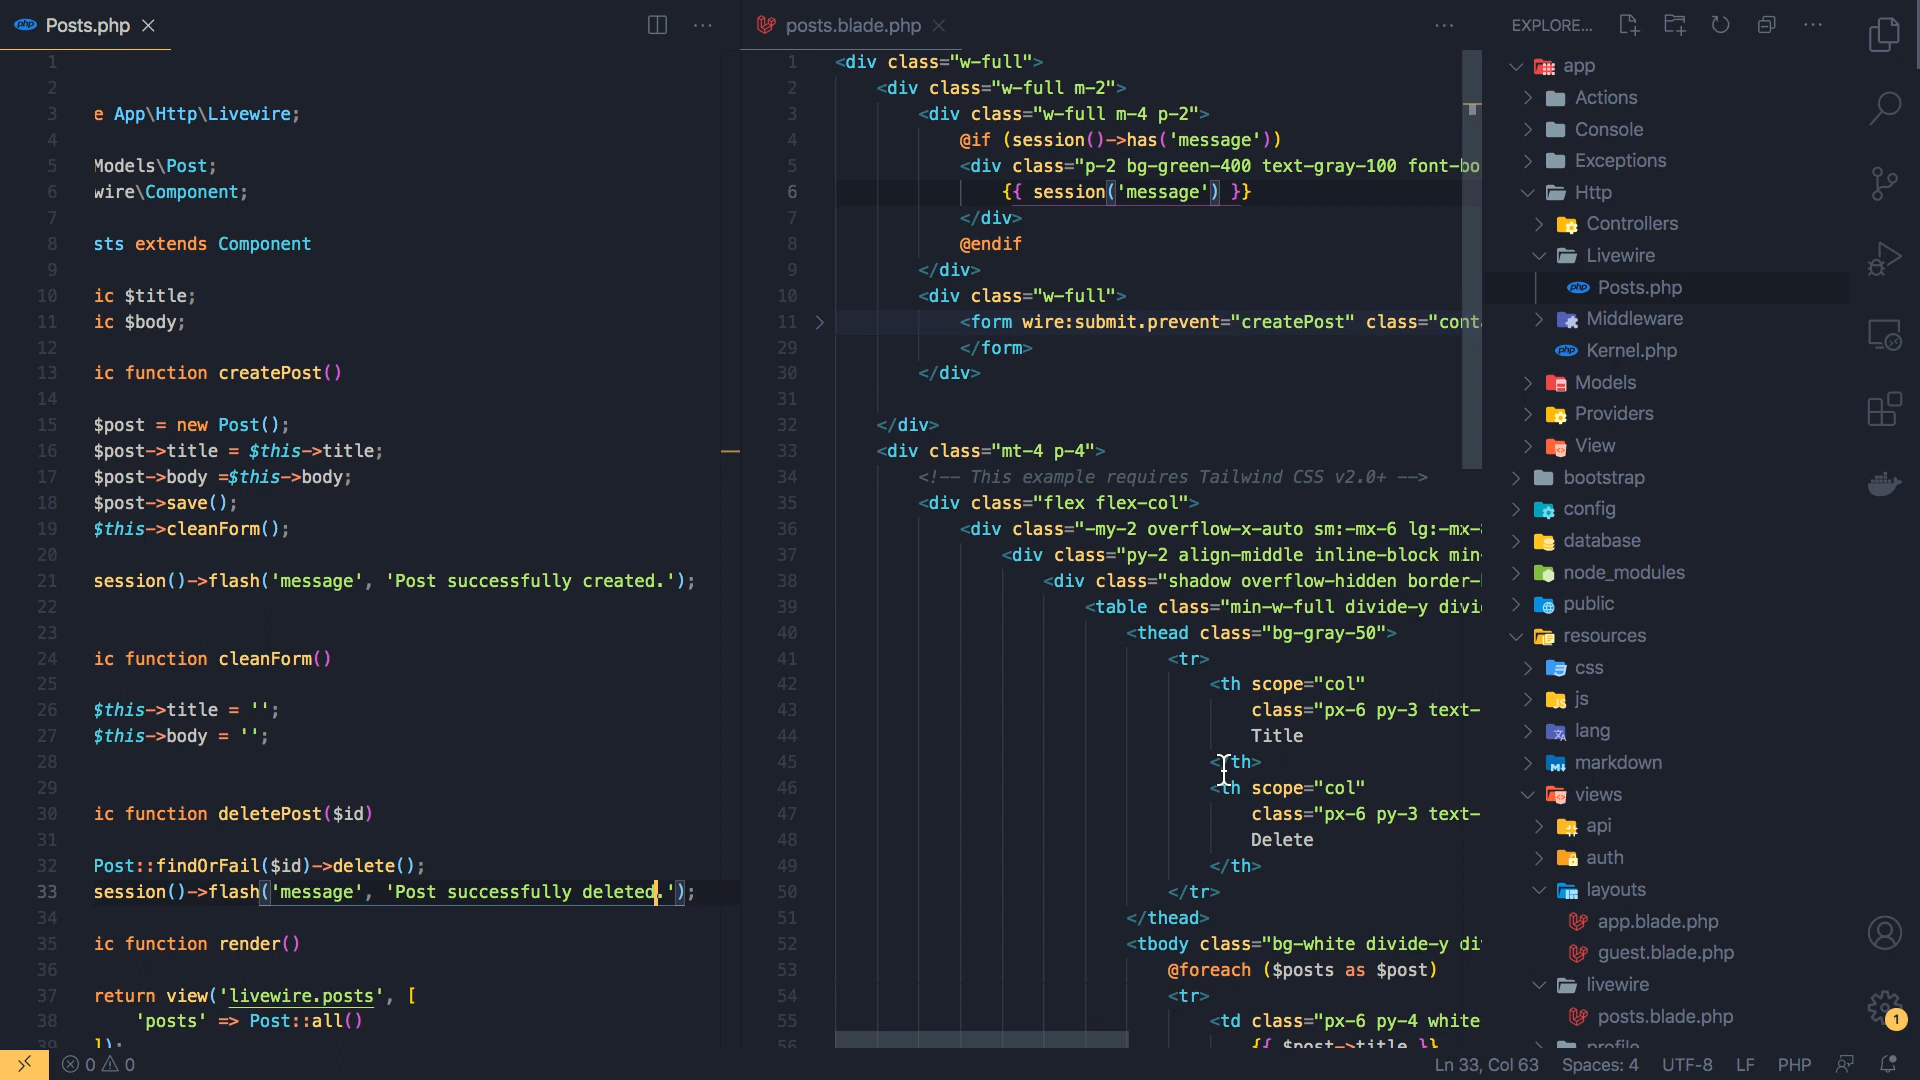 Posts.php
1
2
3 e App\Http\Livewire;
4
5 Models\Post;
6 wire\Component;
7
8 sts extends Component
9
10 ic $title;
11 ic $body;
12
13 ic function createPost()
14
15 $post = new Post();
16 $post->title = $this->title;
17 $post->body =$this->body;
18 $post->save();
19 $this->cleanForm();
20
21 session()->flash('message', 'Post successfully created.');
22
23
24 ic function cleanForm()
25
26 $this->title = '';
27 $this->body = '';
28
29
30 ic function deletePost($id)
31
32 Post::findOrFail($id)->delete();
33 session()->flash('message', 'Post successfully deleted.');
34
35 ic function render()
36
37 return view('livewire.posts', [
38 'posts' => Post::all()
39 ]);
posts.blade.php
1 <div class="w-full">
2 <div class="w-full m-2">
3 <div class="w-full m-4 p-2">
4 @if (session()->has('message'))
5 <div class="p-2 bg-green-400 text-gray-100 font-bo
6 {{ session('message') }}
7 </div>
8 @endif
9 </div>
10 <div class="w-full">
11 <form wire:submit.prevent="createPost" class="cont
29 </form>
30 </div>
31
32 </div>
33 <div class="mt-4 p-4">
34 <!-- This example requires Tailwind CSS v2.0+ -->
35 <div class="flex flex-col">
36 <div class="-my-2 overflow-x-auto sm:-mx-6 lg:-mx-8
37 <div class="py-2 align-middle inline-block min-
38 <div class="shadow overflow-hidden border-
39 <table class="min-w-full divide-y divi
40 <thead class="bg-gray-50">
41 <tr>
42 <th scope="col"
43 class="px-6 py-3 text-
44 Title
45 </th>
46 <th scope="col"
47 class="px-6 py-3 text-
48 Delete
49 </th>
50 </tr>
51 </thead>
52 <tbody class="bg-white divide-y di
53 @foreach ($posts as $post)
54 <tr>
55 <td class="px-6 py-4 white
56 {{ $post->title }}
EXPLORE...
app
Actions
Console
Exceptions
Http
Controllers
Livewire
Posts.php
Middleware
Kernel.php
Models
Providers
View
bootstrap
config
database
node_modules
public
resources
css
js
lang
markdown
views
api
auth
layouts
app.blade.php
guest.blade.php
livewire
posts.blade.php
profile
1
0 0
Ln 33, Col 63
Spaces: 4
UTF-8
LF
PHP